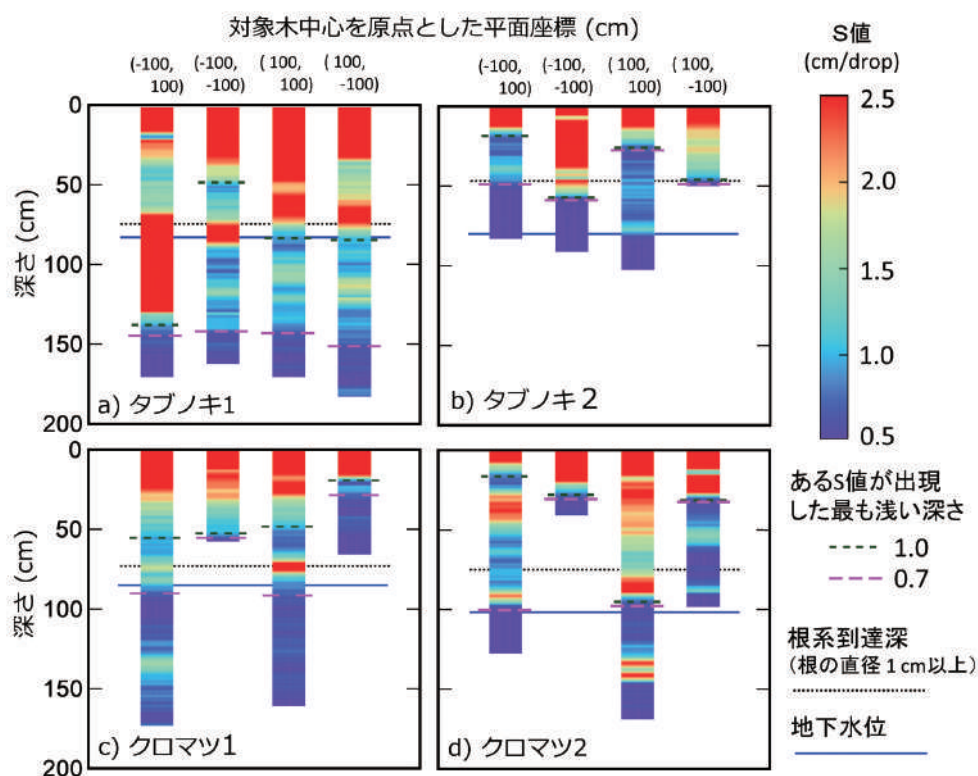 対象木中心を原点とした平面座標 (cm)
(-100, 100)
(-100, -100)
( 100, 100)
( 100, -100)
(-100, 100)
(-100, -100)
( 100, 100)
( 100, -100)
S値
(cm/drop)
0
50
100
150
200
深さ (cm)
a) タブノキ1
0
50
100
150
200
b) タブノキ2
2.5
2.0
1.5
1.0
0.5
0
50
100
150
200
深さ (cm)
c) クロマツ1
0
50
100
150
200
d) クロマツ2
あるS値が出現
した最も浅い深さ
1.0
0.7
根系到達深
(根の直径1cm以上)
地下水位